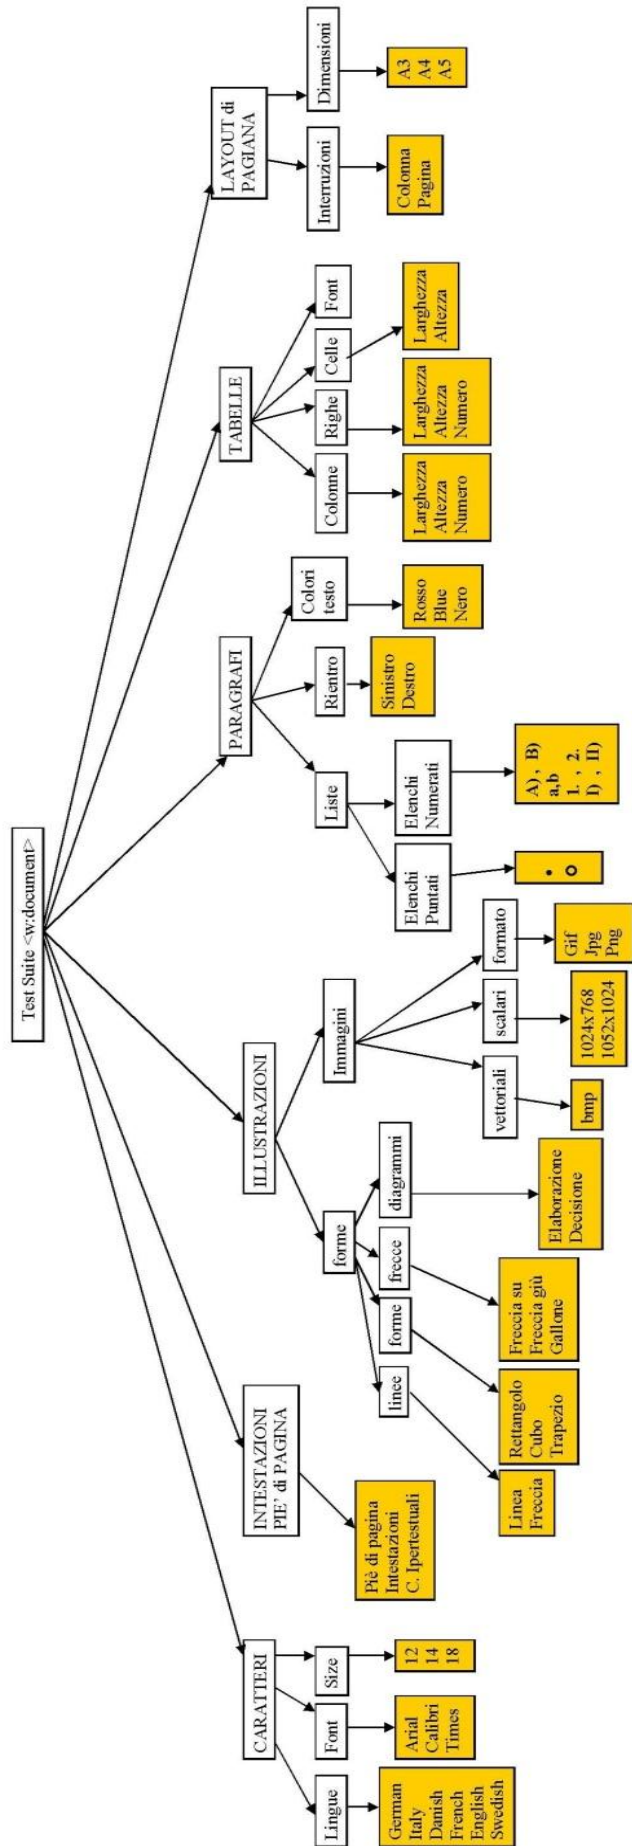 Test Suite <w:document>
CARATTERI
INTESTAZIONI
PIE' di PAGINA
ILLUSTRAZIONI
PARAGRAFI
TABELLE
LAYOUT di
PAGIANA
Lingue
Font
Size
German
Italy
Danish
French
English
Swedish
Arial
Calibri
Times
12
14
18
Piè di pagina
Intestazioni
C. Ipertestuali
forme
Immagini
linee
forme
frecce
diagrammi
Linea
Freccia
Rettangolo
Cubo
Trapezio
Freccia su
Freccia giù
Gallone
Elaborazione
Decisione
vettoriali
scalari
formato
bmp
1024x768
1052x1024
Gif
Jpg
Png
Liste
Rientro
Colori
testo
Elenchi
Puntati
Elenchi
Numerati
•
o
A) , B)
a,b
1. , 2.
I) , II)
Sinistro
Destro
Rosso
Blue
Nero
Colonne
Righe
Celle
Font
Larghezza
Altezza
Numero
Larghezza
Altezza
Numero
Larghezza
Altezza
Interruzioni
Dimensioni
Colonna
Pagina
A3
A4
A5